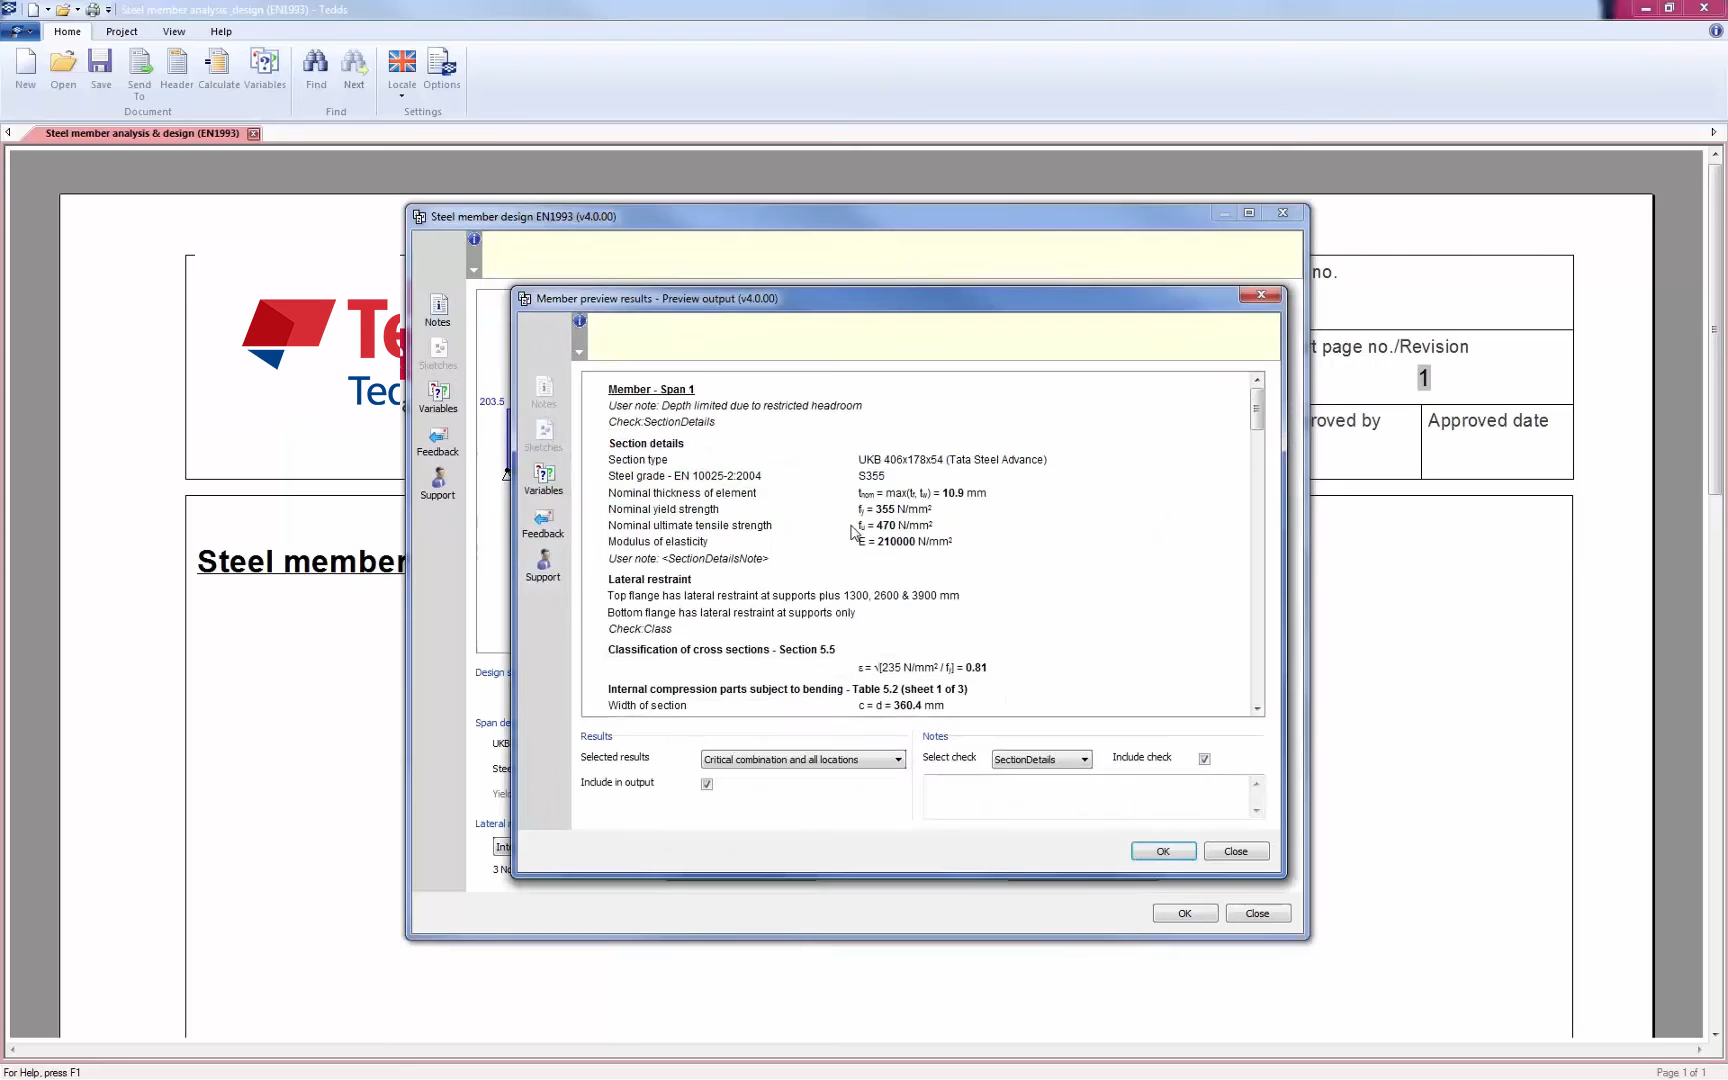 Steel member analysis _design (EN1993) - Tedds
Home Project View Help
New Open Save Send To Header Calculate Variables Find Next Locale Options
Document Find Settings
Steel member analysis & design (EN1993)
no.
t page no./Revision
1
roved by Approved date
Steel member
Steel member design EN1993 (v4.0.00)
Notes
Sketches
Variables
Feedback
Support
203.5
Design s
Span de
UKB
Stee
Yiel
Lateral r
Inte
3 No
OK Close
Member preview results - Preview output (v4.0.00)
Notes
Sketches
Variables
Feedback
Support
Member - Span 1
User note: Depth limited due to restricted headroom
Check:SectionDetails
Section details
Section type UKB 406x178x54 (Tata Steel Advance)
Steel grade - EN 10025-2:2004 S355
Nominal thickness of element tnom = max(tf, tw) = 10.9 mm
Nominal yield strength fy = 355 N/mm²
Nominal ultimate tensile strength fu = 470 N/mm²
Modulus of elasticity E = 210000 N/mm²
User note: <SectionDetailsNote>
Lateral restraint
Top flange has lateral restraint at supports plus 1300, 2600 & 3900 mm
Bottom flange has lateral restraint at supports only
Check:Class
Classification of cross sections - Section 5.5
ε = √[235 N/mm² / fy] = 0.81
Internal compression parts subject to bending - Table 5.2 (sheet 1 of 3)
Width of section c = d = 360.4 mm
Results
Selected results Critical combination and all locations
Include in output
Notes
Select check SectionDetails Include check
OK Close
For Help, press F1
Page 1 of 1